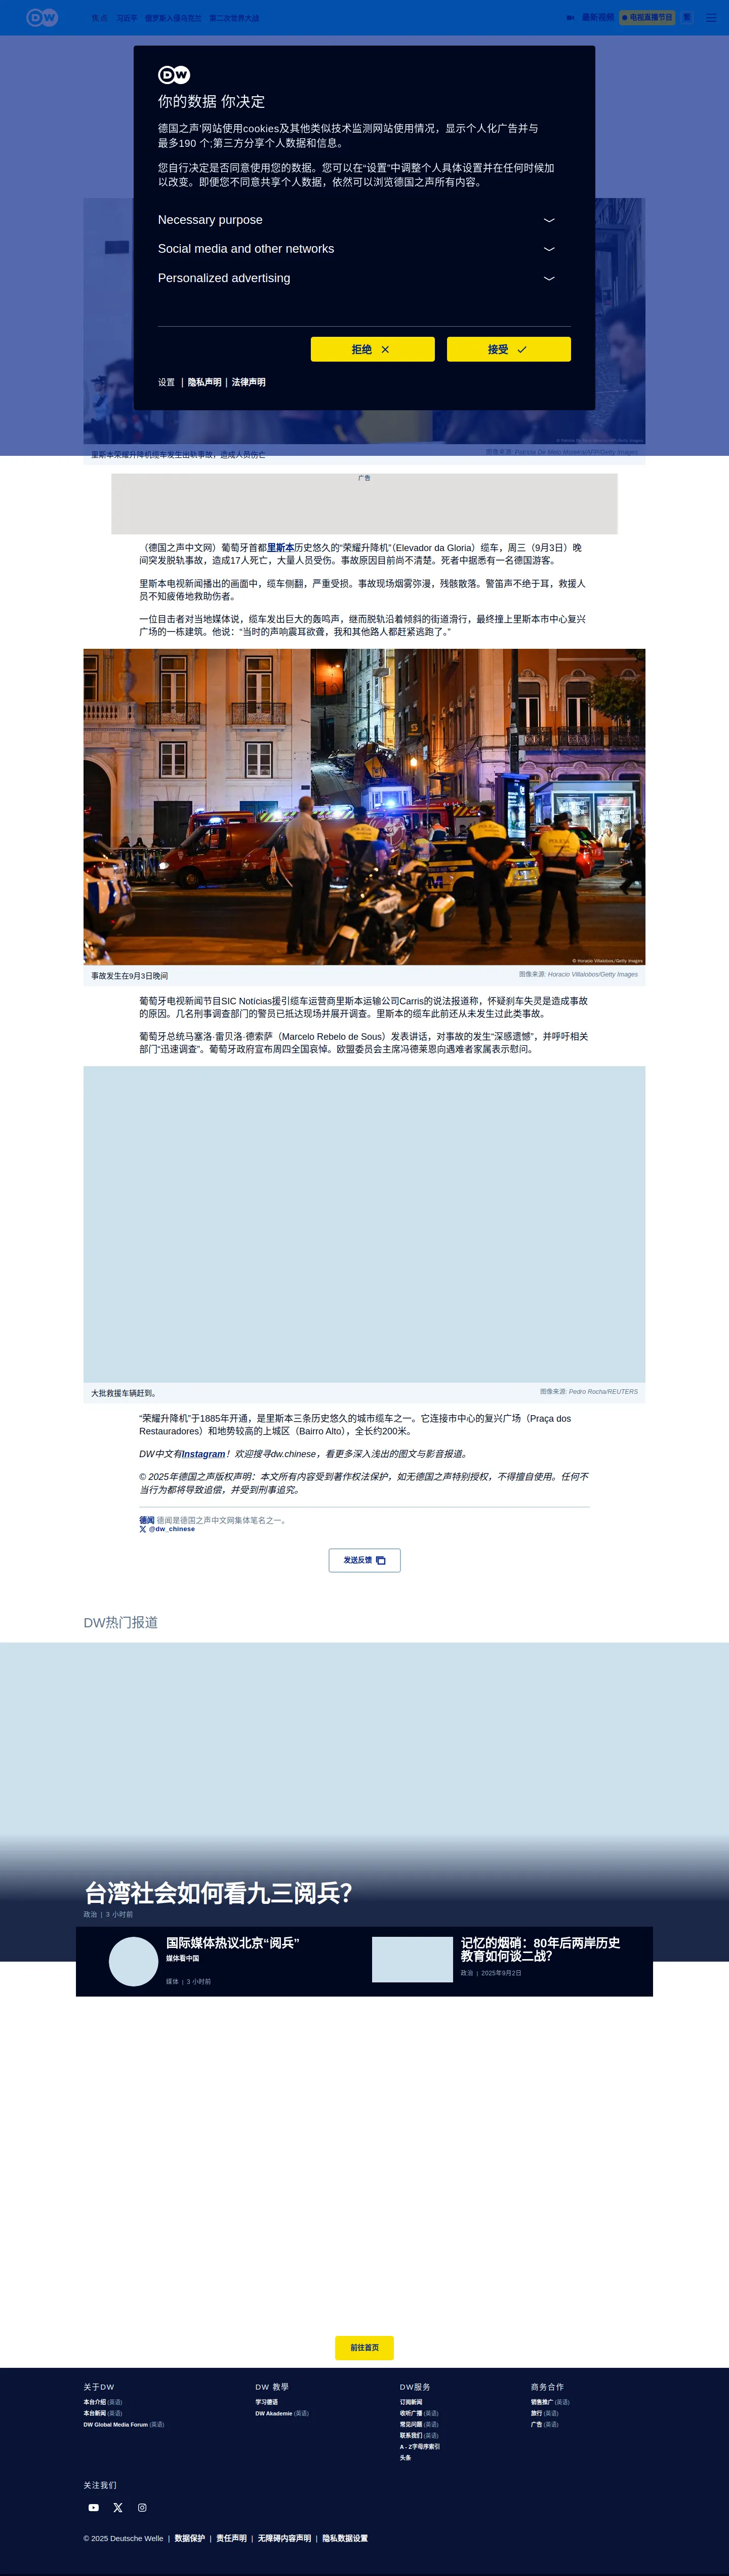 DW
焦点 习近平 俄罗斯入侵乌克兰 第二次世界大战
最新视频 电视直播节目 繁
DW
你的数据 你决定
德国之声'网站使用cookies及其他类似技术监测网站使用情况，显示个人化广告并与
最多190 个;第三方分享个人数据和信息。
您自行决定是否同意使用您的数据。您可以在“设置”中调整个人具体设置并在任何时候加
以改变。即便您不同意共享个人数据，依然可以浏览德国之声所有内容。
Necessary purpose
Social media and other networks
Personalized advertising
拒绝
接受
设置 | 隐私声明 | 法律声明
里斯本荣耀升降机缆车发生出轨事故，造成人员伤亡
图像来源: Patricia De Melo Moreira/AFP/Getty Images
广告
（德国之声中文网）葡萄牙首都里斯本历史悠久的“荣耀升降机”（Elevador da Gloria）缆车，周三（9月3日）晚
间突发脱轨事故，造成17人死亡，大量人员受伤。事故原因目前尚不清楚。死者中据悉有一名德国游客。
里斯本电视新闻播出的画面中，缆车侧翻，严重受损。事故现场烟雾弥漫，残骸散落。警笛声不绝于耳，救援人
员不知疲倦地救助伤者。
一位目击者对当地媒体说，缆车发出巨大的轰鸣声，继而脱轨沿着倾斜的街道滑行，最终撞上里斯本市中心复兴
广场的一栋建筑。他说：“当时的声响震耳欲聋，我和其他路人都赶紧逃跑了。”
© Horacio Villalobos/Getty Images
事故发生在9月3日晚间
图像来源: Horacio Villalobos/Getty Images
葡萄牙电视新闻节目SIC Notícias援引缆车运营商里斯本运输公司Carris的说法报道称，怀疑刹车失灵是造成事故
的原因。几名刑事调查部门的警员已抵达现场并展开调查。里斯本的缆车此前还从未发生过此类事故。
葡萄牙总统马塞洛·雷贝洛·德索萨（Marcelo Rebelo de Sous）发表讲话，对事故的发生“深感遗憾”，并呼吁相关
部门“迅速调查”。葡萄牙政府宣布周四全国哀悼。欧盟委员会主席冯德莱恩向遇难者家属表示慰问。
大批救援车辆赶到。
图像来源: Pedro Rocha/REUTERS
“荣耀升降机”于1885年开通，是里斯本三条历史悠久的城市缆车之一。它连接市中心的复兴广场（Praça dos
Restauradores）和地势较高的上城区（Bairro Alto），全长约200米。
DW中文有Instagram！欢迎搜寻dw.chinese，看更多深入浅出的图文与影音报道。
© 2025年德国之声版权声明：本文所有内容受到著作权法保护，如无德国之声特别授权，不得擅自使用。任何不
当行为都将导致追偿，并受到刑事追究。
德闻 德闻是德国之声中文网集体笔名之一。
@dw_chinese
发送反馈
DW热门报道
台湾社会如何看九三阅兵？
政治 | 3 小时前
国际媒体热议北京“阅兵”
媒体看中国
媒体 | 3 小时前
记忆的烟硝：80年后两岸历史
教育如何谈二战？
政治 | 2025年9月2日
前往首页
关于DW
本台介绍 (英语)
本台新闻 (英语)
DW Global Media Forum (英语)
DW 教學
学习德语
DW Akademie (英语)
DW服务
订阅新闻
收听广播 (英语)
常见问题 (英语)
联系我们 (英语)
A - Z字母序索引
头条
商务合作
销售推广 (英语)
旅行 (英语)
广告 (英语)
关注我们
© 2025 Deutsche Welle | 数据保护 | 责任声明 | 无障碍内容声明 | 隐私数据设置